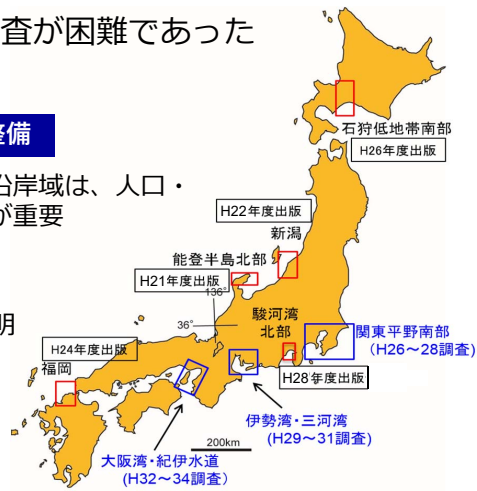 査が困難であった
整備
沿岸域は、人口・
が重要
明
石狩低地帯南部
H26年度出版
H22年度出版
新潟
能登半島北部
H21年度出版
136°
36°
駿河湾
北部
関東平野南部
(H26~28調査)
H24年度出版
福岡
H28年度出版
伊勢湾・三河湾
(H29~31調査)
200km
大阪湾・紀伊水道
(H32~34調査)